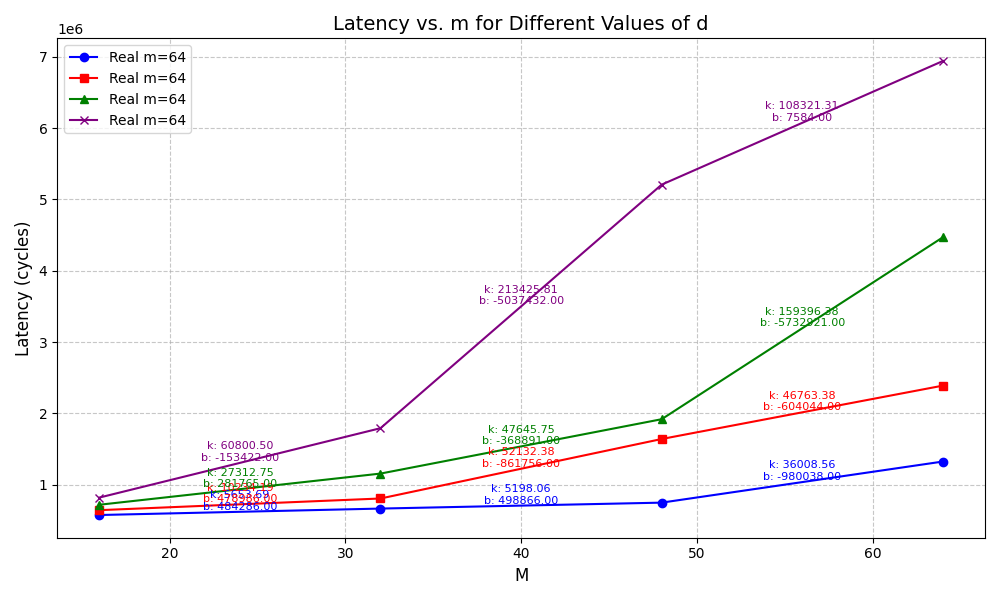 Latency vs. m for Different Values of d
1e6
Real m=64
Real m=64
Real m=64
Real m=64
7
6
5
4
3
2
1
Latency (cycles)
k: 108321.31
b: 7584.00
k: 213425.81
b: -5037432.00
k: 159396.38
b: -5732921.00
k: 46763.38
b: -604044.00
k: 47645.75
b: -368891.00
k: 52132.38
b: -861756.00
k: 60800.50
b: -153422.00
k: 27312.75
b: 281765.00
k: 5653.69
b: 484286.00
k: 5198.06
b: 498866.00
k: 36008.56
b: -980038.00
20
30
40
50
60
M